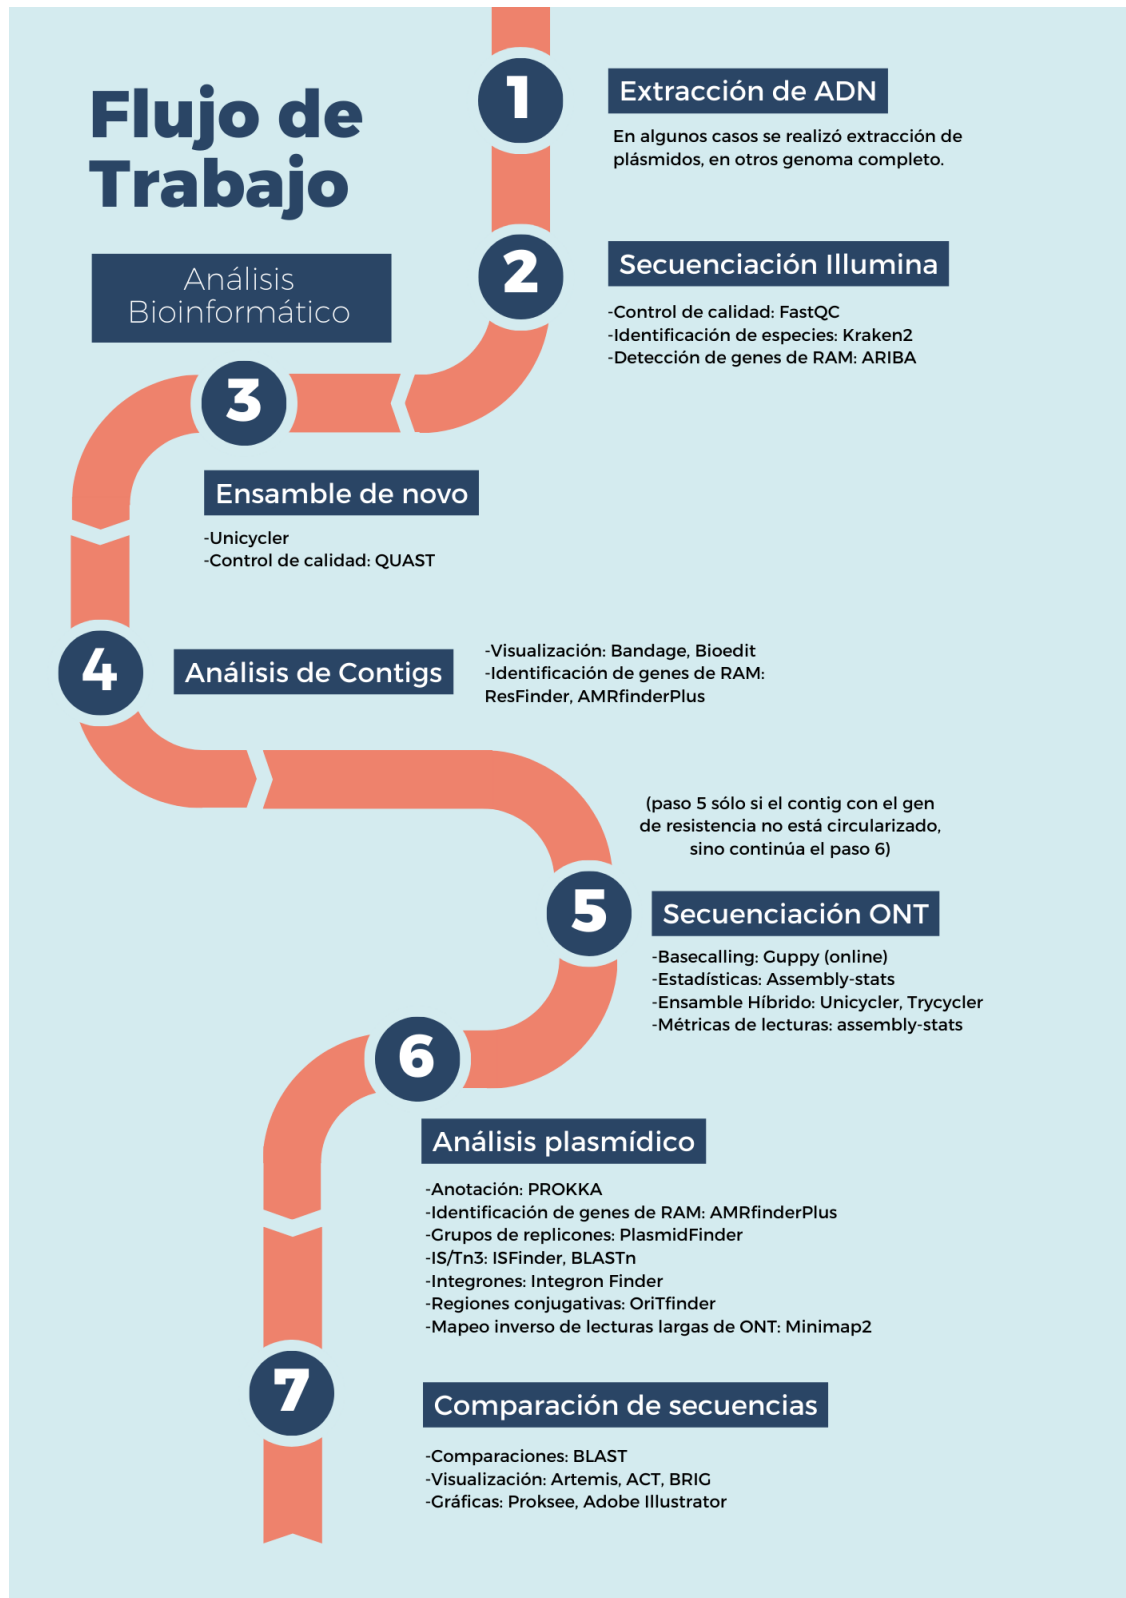 Flujo de
Trabajo
Análisis
Bioinformático
1
Extracción de ADN
En algunos casos se realizó extracción de
plásmidos, en otros genoma completo.
2
Secuenciación Illumina
-Control de calidad: FastQC
-Identificación de especies: Kraken2
-Detección de genes de RAM: ARIBA
3
Ensamble de novo
-Unicycler
-Control de calidad: QUAST
4
Análisis de Contigs
-Visualización: Bandage, Bioedit
-Identificación de genes de RAM:
ResFinder, AMRfinderPlus
(paso 5 sólo si el contig con el gen
de resistencia no está circularizado,
sino continúa el paso 6)
5
Secuenciación ONT
-Basecalling: Guppy (online)
-Estadísticas: Assembly-stats
-Ensamble Híbrido: Unicycler, Trycycler
-Métricas de lecturas: assembly-stats
6
Análisis plasmídico
-Anotación: PROKKA
-Identificación de genes de RAM: AMRfinderPlus
-Grupos de replicones: PlasmidFinder
-IS/Tn3: ISFinder, BLASTn
-Integrones: Integron Finder
-Regiones conjugativas: OriTfinder
-Mapeo inverso de lecturas largas de ONT: Minimap2
7
Comparación de secuencias
-Comparaciones: BLAST
-Visualización: Artemis, ACT, BRIG
-Gráficas: Proksee, Adobe Illustrator